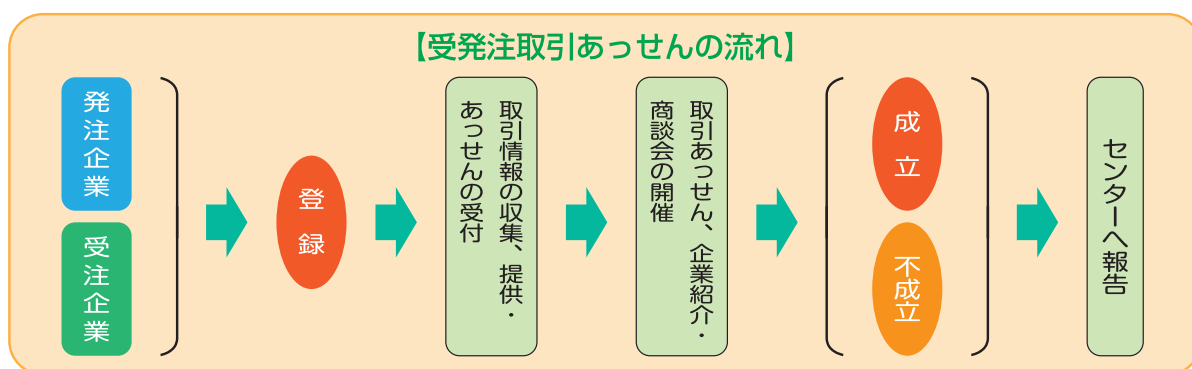 【受発注取引あっせんの流れ】
発注企業
受注企業
登録
取引情報の収集、提供・
あっせんの受付
取引あっせん、企業紹介・
商談会の開催
成立
不成立
センターへ報告